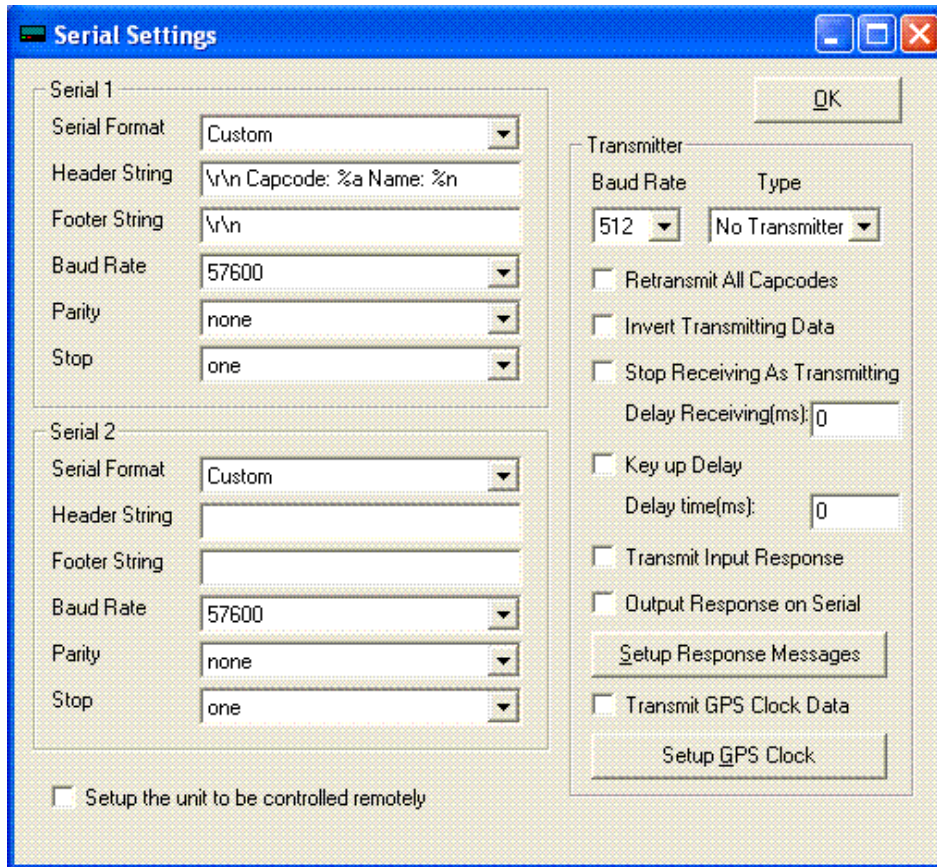 Serial Settings
Serial 1
Serial Format Custom
Header String \r\n Capcode: %a Name: %n
Footer String \r\n
Baud Rate 57600
Parity none
Stop one
Serial 2
Serial Format Custom
Header String
Footer String
Baud Rate 57600
Parity none
Stop one
Setup the unit to be controlled remotely
OK
Transmitter
Baud Rate Type
512 No Transmitter
Retransmit All Capcodes
Invert Transmitting Data
Stop Receiving As Transmitting
Delay Receiving(ms): 0
Key up Delay
Delay time(ms): 0
Transmit Input Response
Output Response on Serial
Setup Response Messages
Transmit GPS Clock Data
Setup GPS Clock